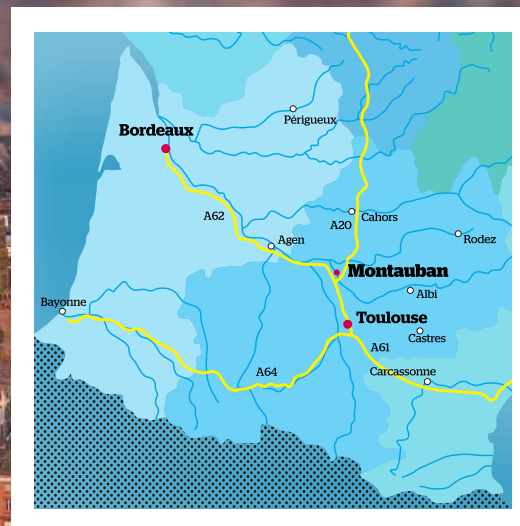 Périgueux
Bordeaux
A62
A20
Cahors
Agen
Rodez
Montauban
Albi
Bayonne
Toulouse
Castres
A61
A64
Carcassonne